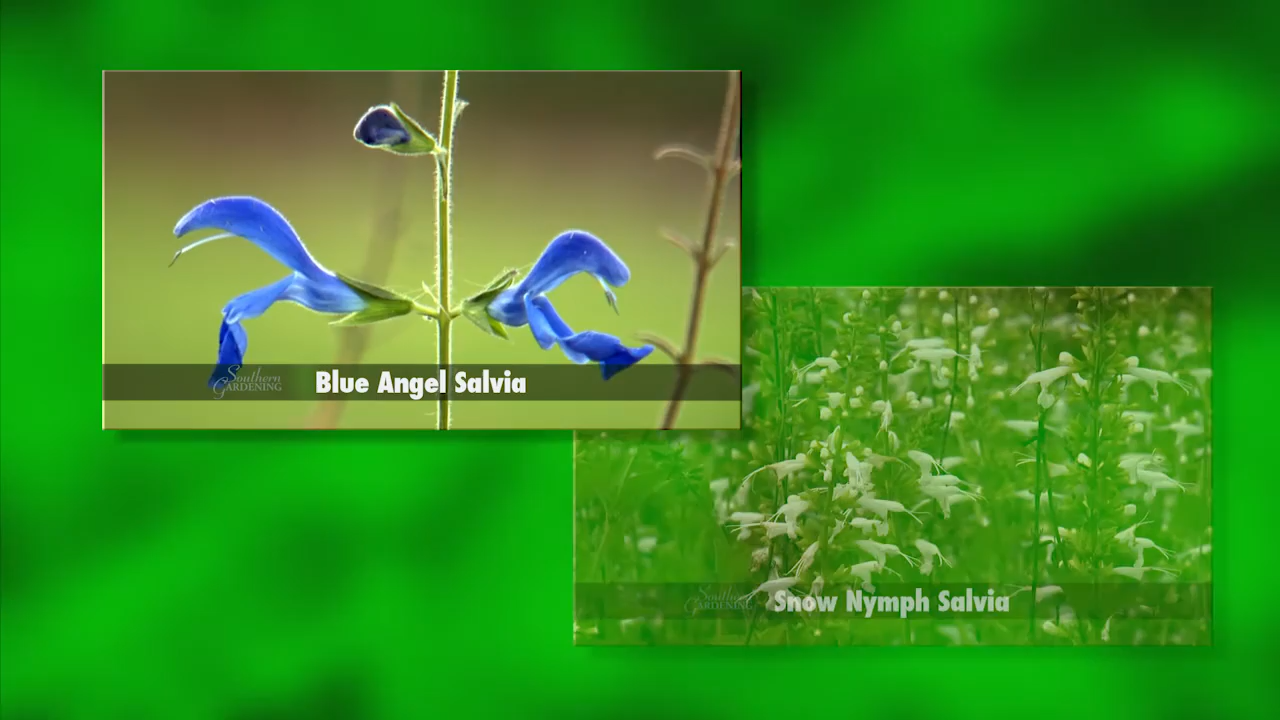 Southern
GARDENING
Blue Angel Salvia
Southern
GARDENING
Snow Nymph Salvia